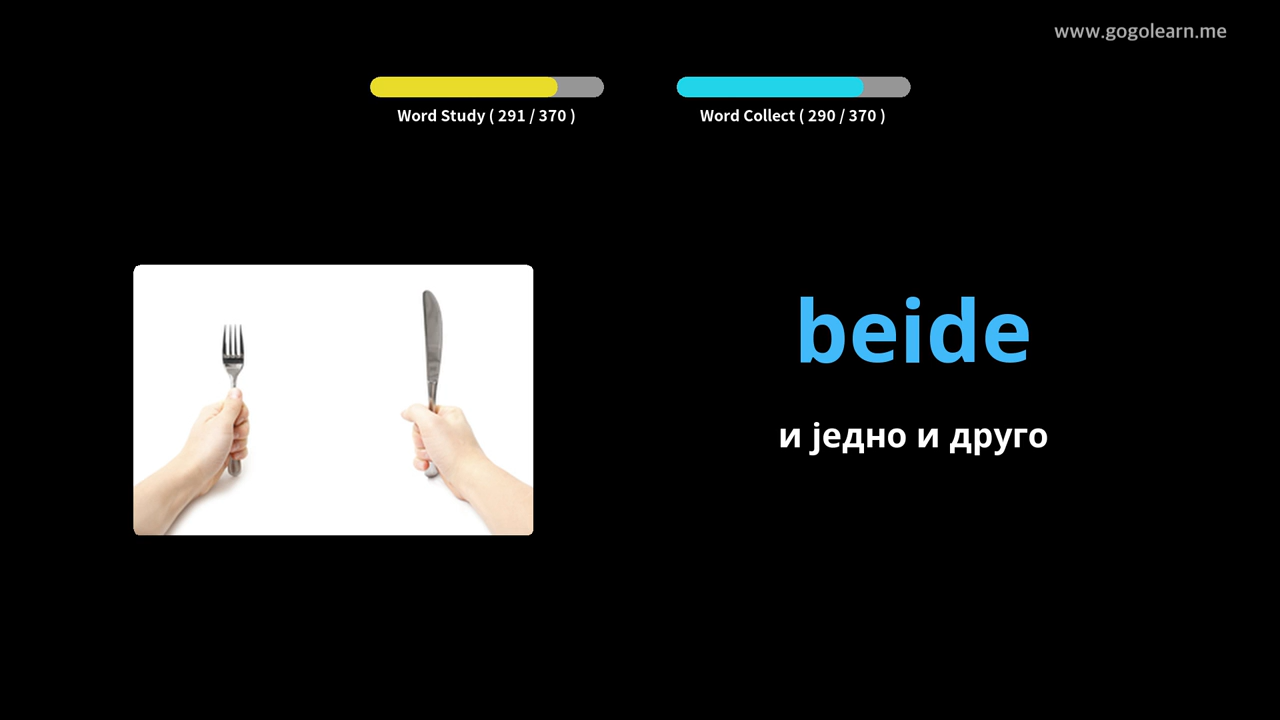 www.gogolearn.me
Word Study ( 291 / 370 )
Word Collect ( 290 / 370 )
beide
и једно и друго